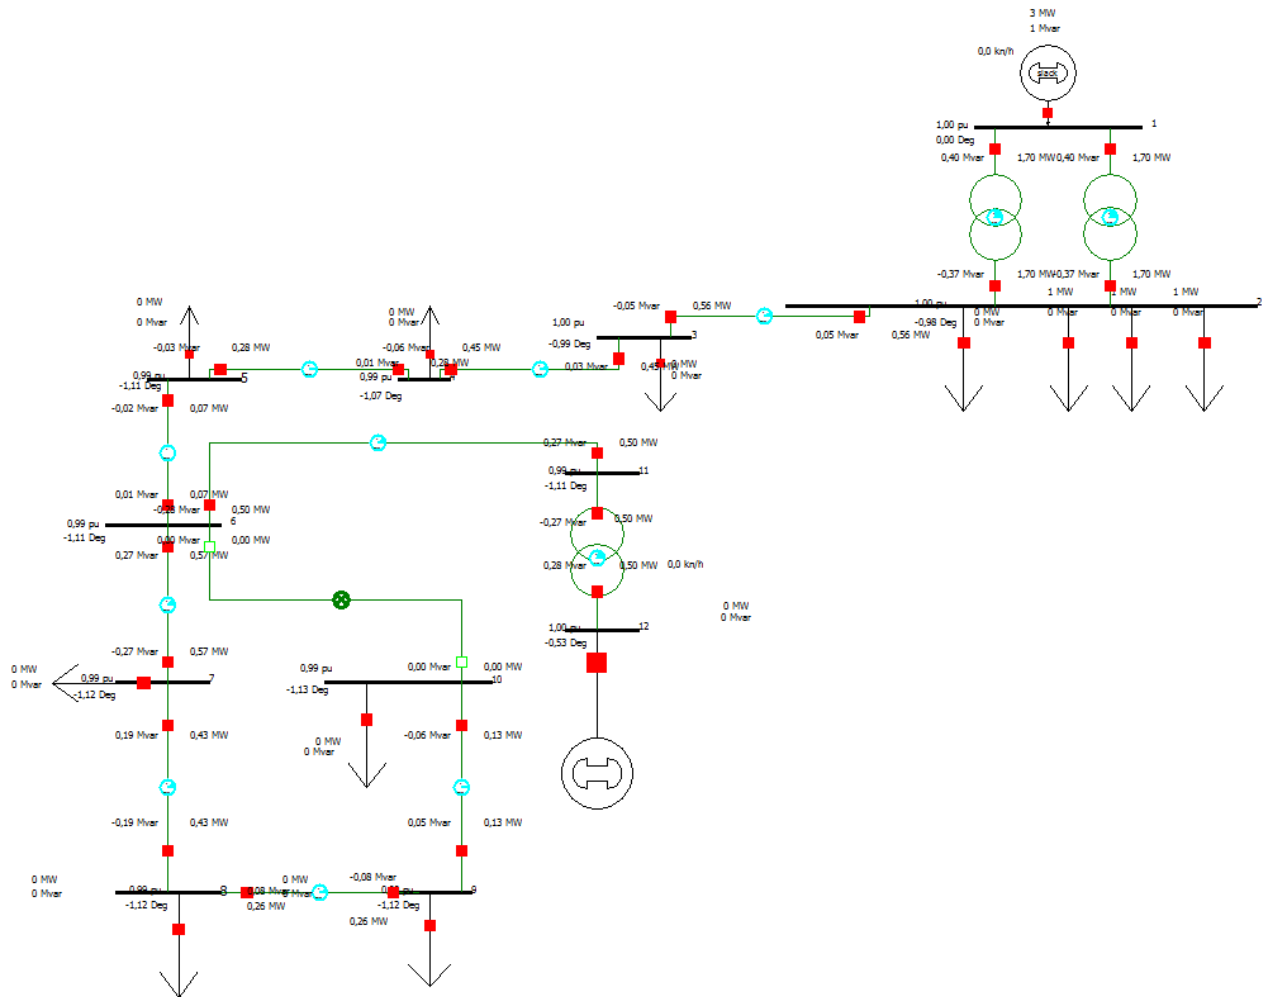 3 MW
1 Mvar
0,0 kn/h
slack
1,00 pu
1
0,00 Deg
0,40 Mvar
1,70 MW
0,40 Mvar
1,70 MW
-0,37 Mvar
1,70 MW
-0,37 Mvar
1,70 MW
1,00 pu
2
-0,98 Deg
0 MW
0 Mvar
1 MW
0 Mvar
1 MW
0 Mvar
1 MW
0 Mvar
-0,05 Mvar
0,56 MW
0,05 Mvar
0,56 MW
1,00 pu
3
-0,99 Deg
0,03 Mvar
0,45 MW
0 MW
0 Mvar
0 MW
0 Mvar
-0,06 Mvar
0,45 MW
0,01 Mvar
0,28 MW
0,99 pu
-1,07 Deg
0 MW
0 Mvar
-0,03 Mvar
0,28 MW
0,99 pu
5
-1,11 Deg
-0,02 Mvar
0,07 MW
0,27 Mvar
0,50 MW
0,99 pu
11
-1,11 Deg
0,01 Mvar
0,07 MW
-0,28 Mvar
0,50 MW
0,99 pu
6
-1,11 Deg
0,00 Mvar
0,00 MW
0,27 Mvar
0,57 MW
-0,27 Mvar
0,50 MW
0,28 Mvar
0,50 MW
0,0 kn/h
1,00 pu
12
-0,53 Deg
0 MW
0 Mvar
-0,27 Mvar
0,57 MW
0 MW
0 Mvar
0,99 pu
7
-1,12 Deg
0,99 pu
0,00 Mvar
0,00 MW
10
-1,13 Deg
0,19 Mvar
0,43 MW
0 MW
0 Mvar
-0,06 Mvar
0,13 MW
-0,19 Mvar
0,43 MW
0,05 Mvar
0,13 MW
0 MW
0 Mvar
0,99 pu
8
-1,12 Deg
0,08 Mvar
0,26 MW
0 MW
0 Mvar
-0,08 Mvar
9
-1,12 Deg
0,26 MW